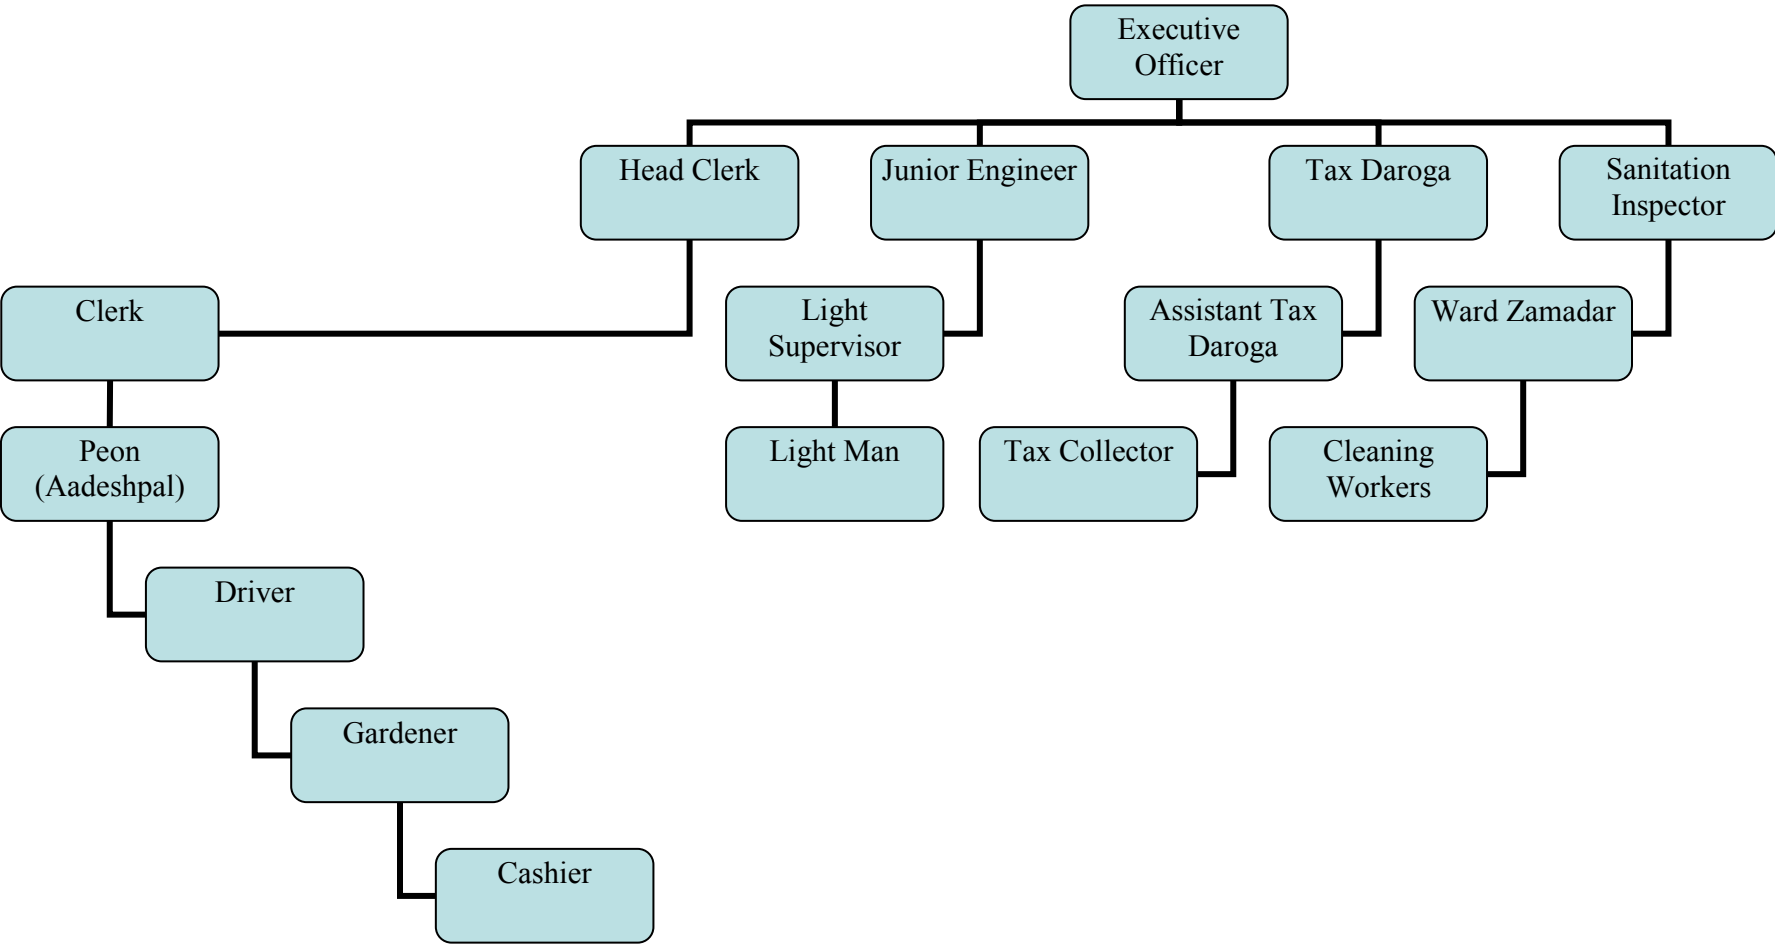 Executive
Officer
Head Clerk
Junior Engineer
Tax Daroga
Sanitation
Inspector
Clerk
Light
Supervisor
Assistant Tax
Daroga
Ward Zamadar
Peon
(Aadeshpal)
Light Man
Tax Collector
Cleaning
Workers
Driver
Gardener
Cashier